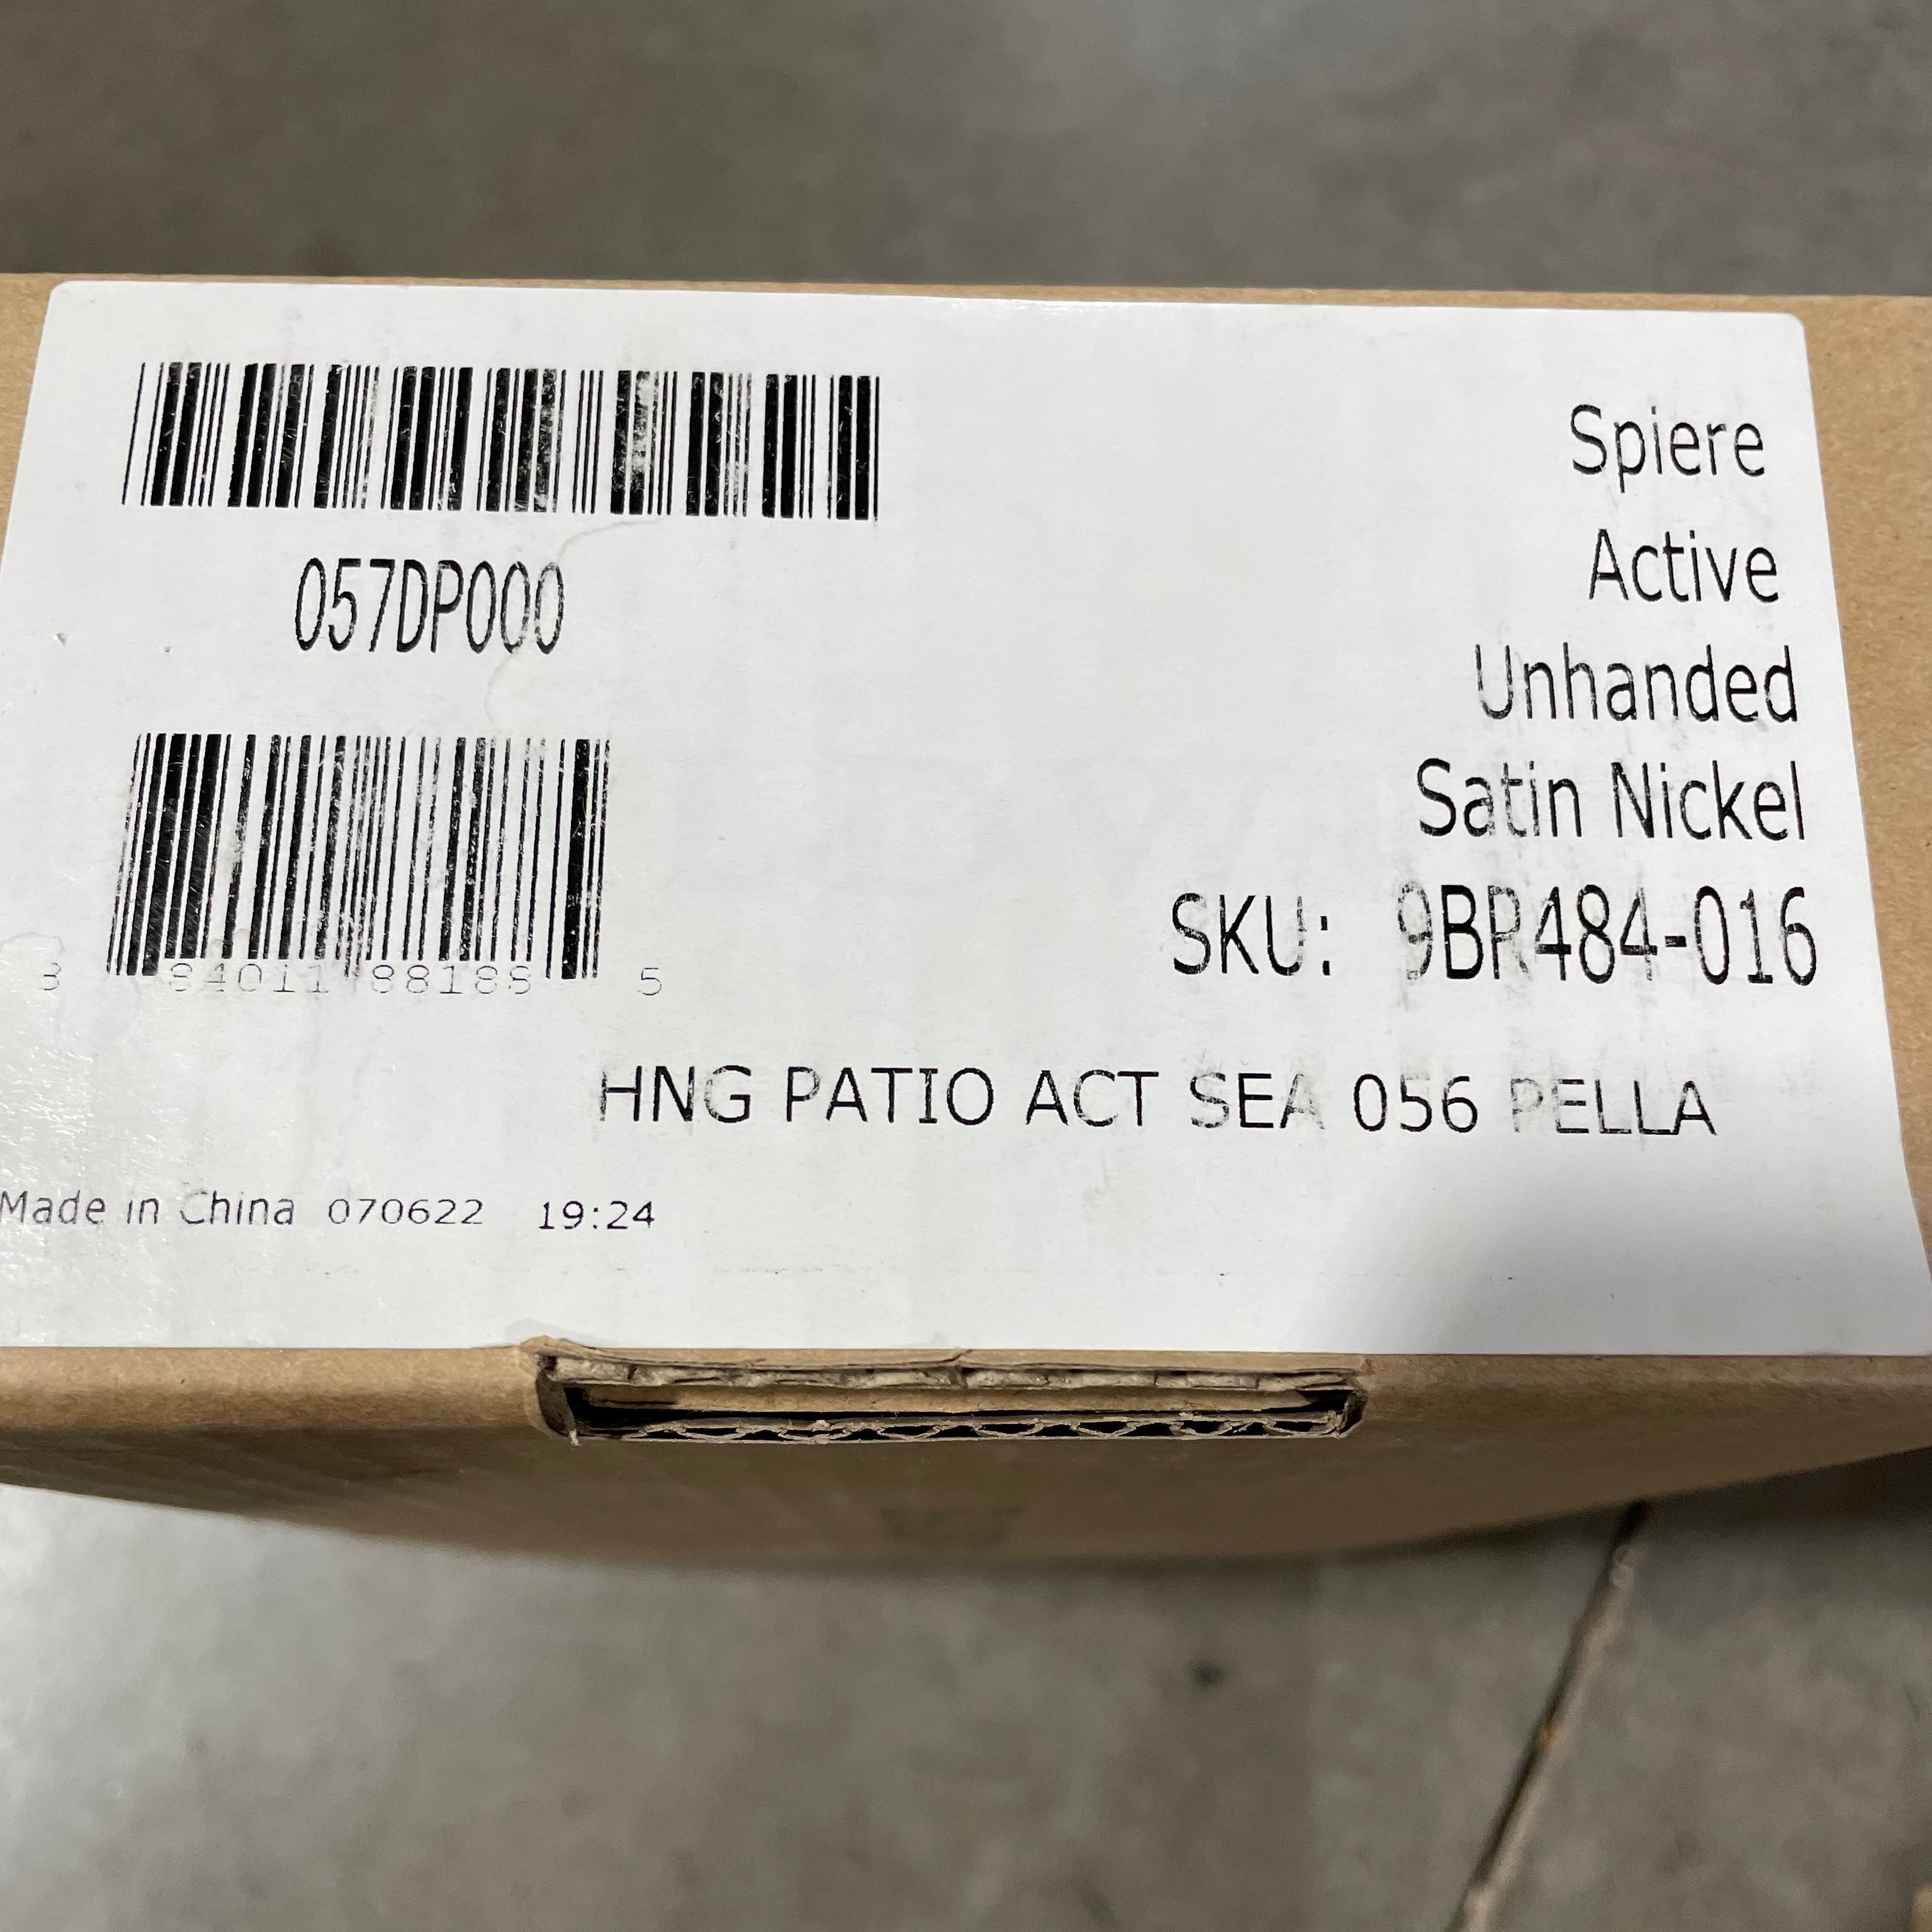 057DP000
Spiere
Active
Unhanded
Satin Nickel
SKU: 9BR484-016
HNG PATIO ACT SEA 056 PELLA
Made in China 070622 19:24